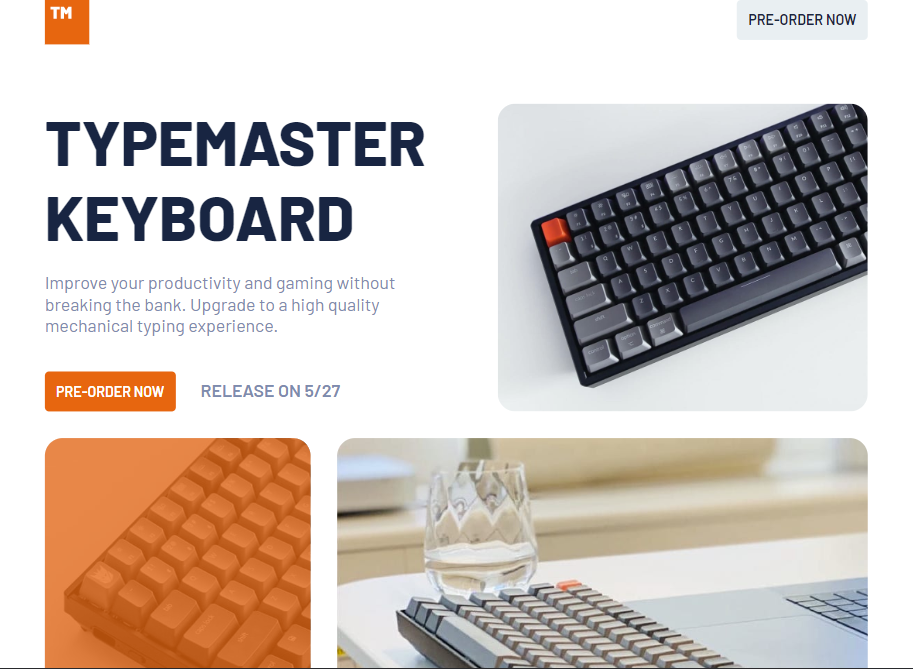 TM
PRE-ORDER NOW
TYPEMASTER
KEYBOARD
Improve your productivity and gaming without
breaking the bank. Upgrade to a high quality
mechanical typing experience.
PRE-ORDER NOW
RELEASE ON 5/27